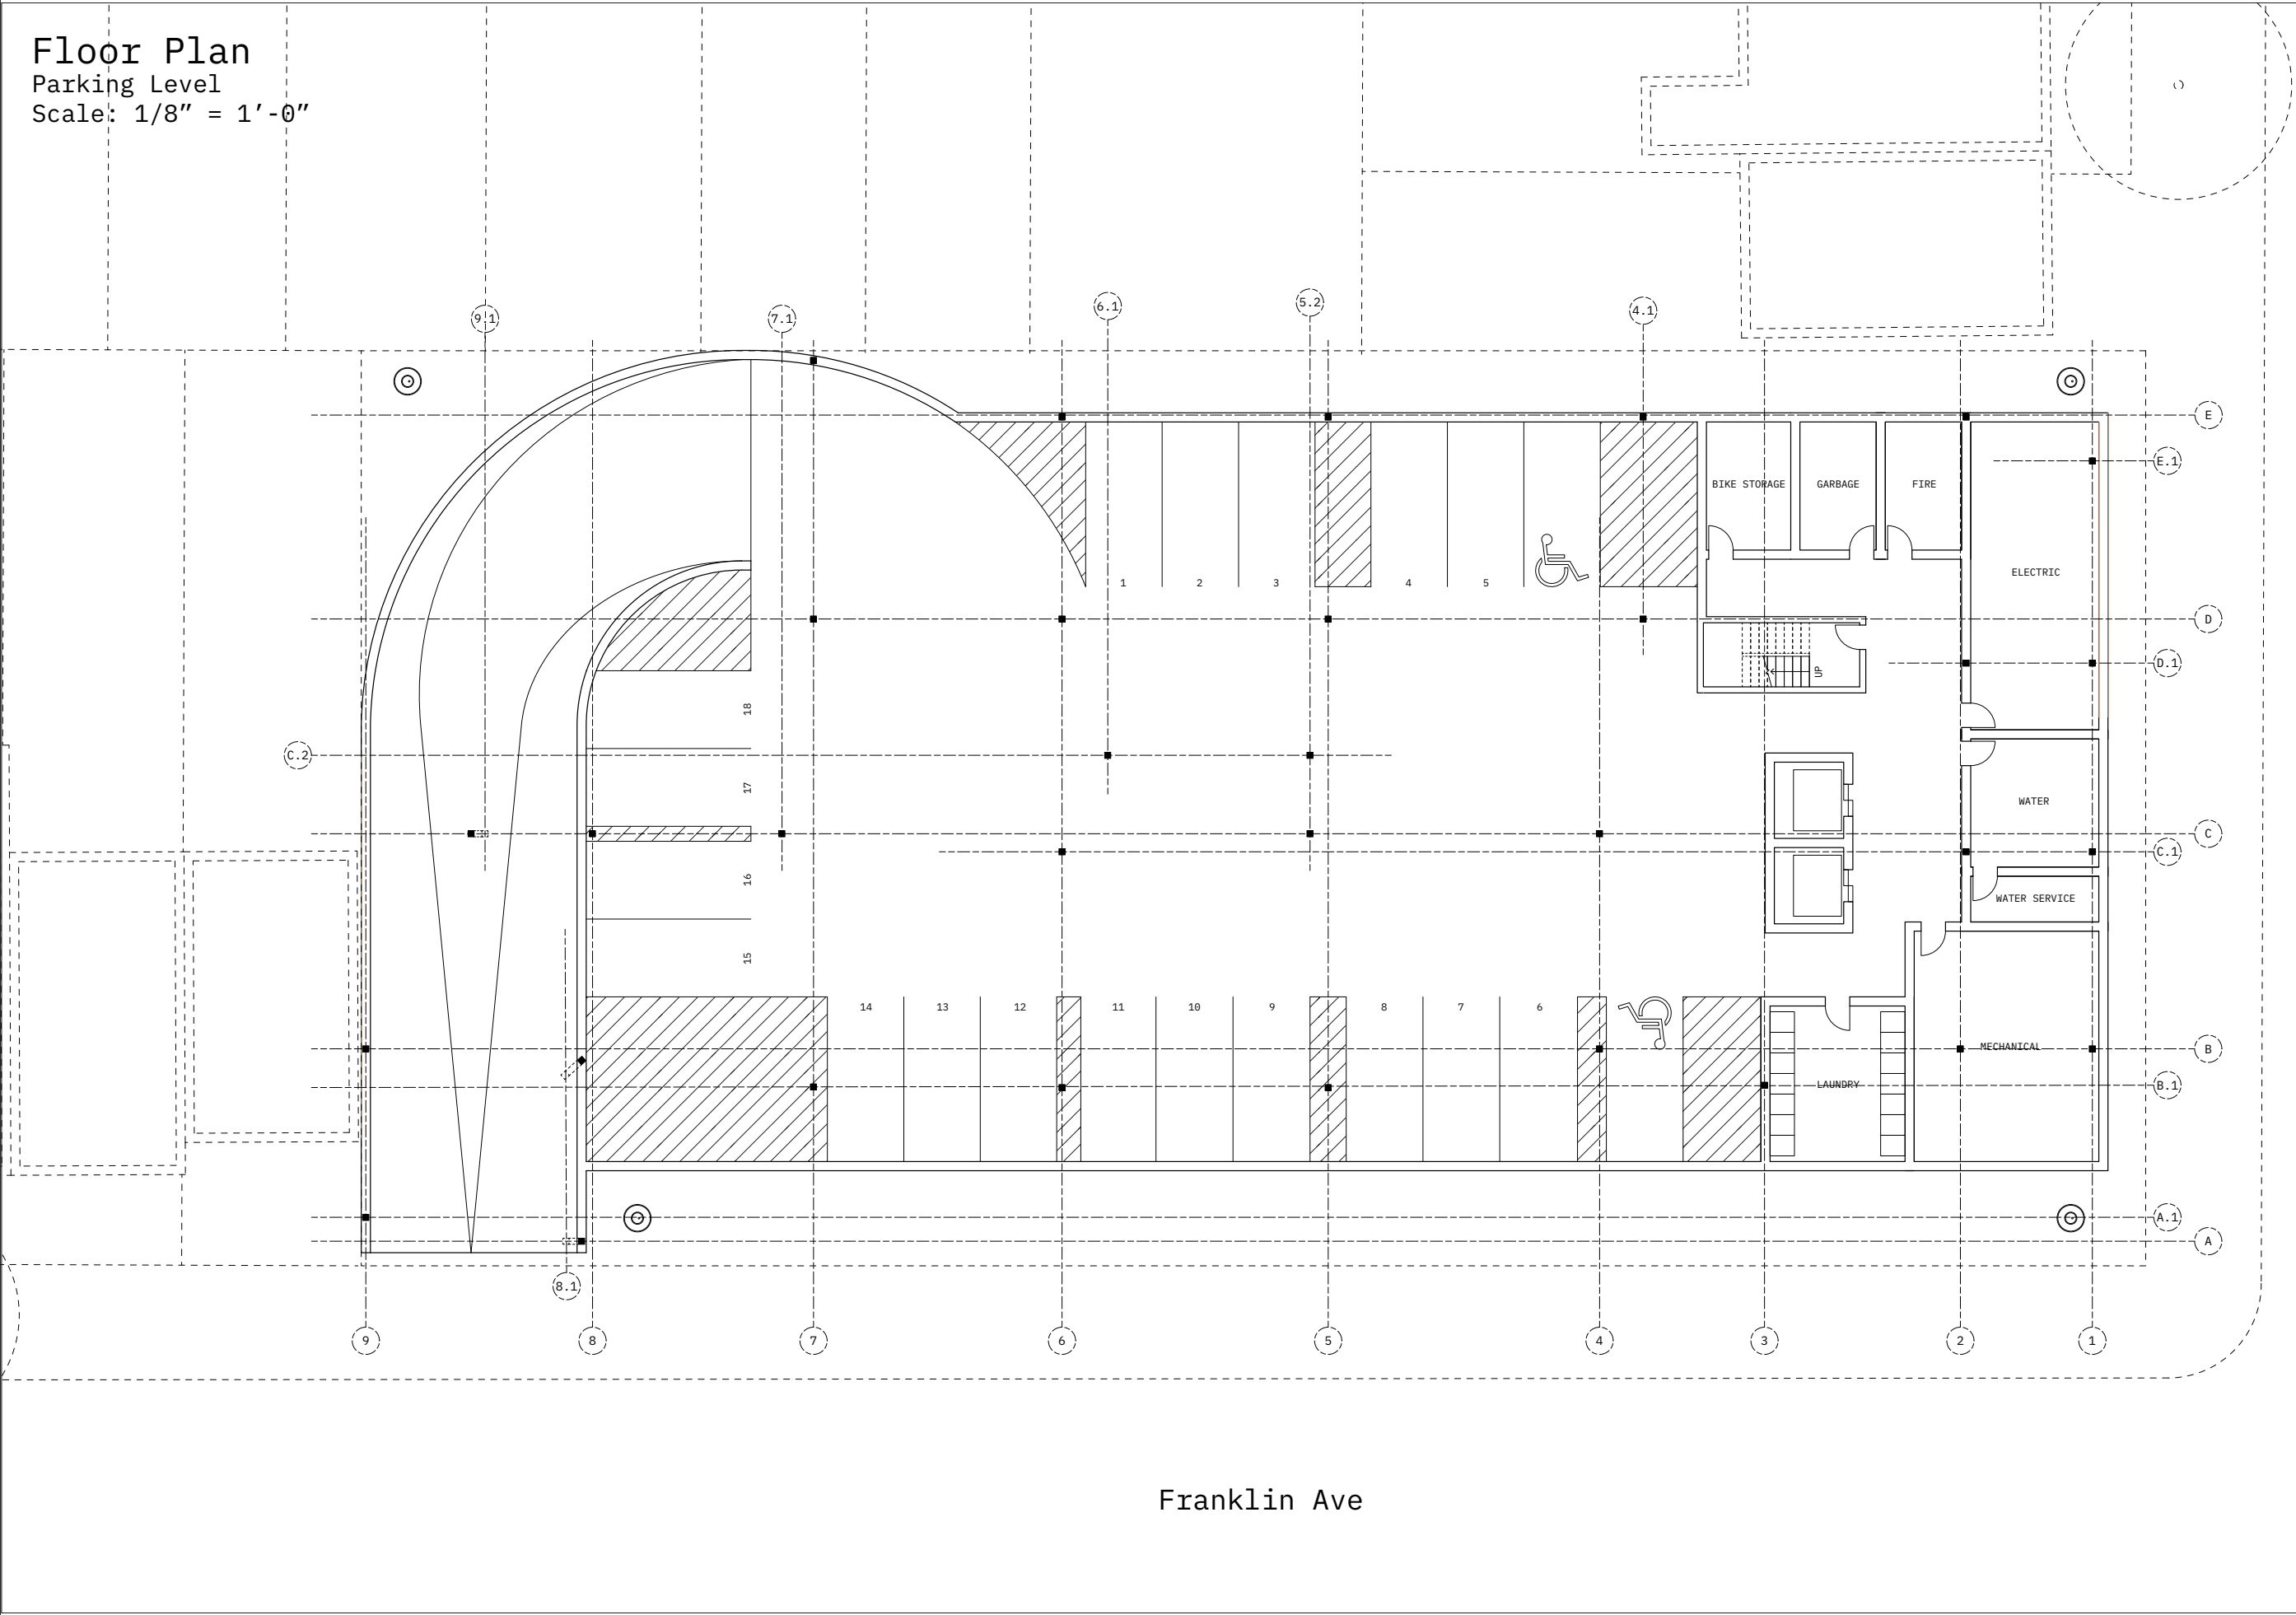 Floor Plan
Parking Level
Scale: 1/8” = 1’-0”
9.1
7.1
6.1
5.2
4.1
E
E.1
BIKE STORAGE
GARBAGE
FIRE
ELECTRIC
1
2
3
4
5
D
D.1
UP
18
C.2
17
WATER
C
C.1
16
WATER SERVICE
15
14
13
12
11
10
9
8
7
6
MECHANICAL
B
LAUNDRY
B.1
A.1
A
8.1
9
8
7
6
5
4
3
2
1
Franklin Ave